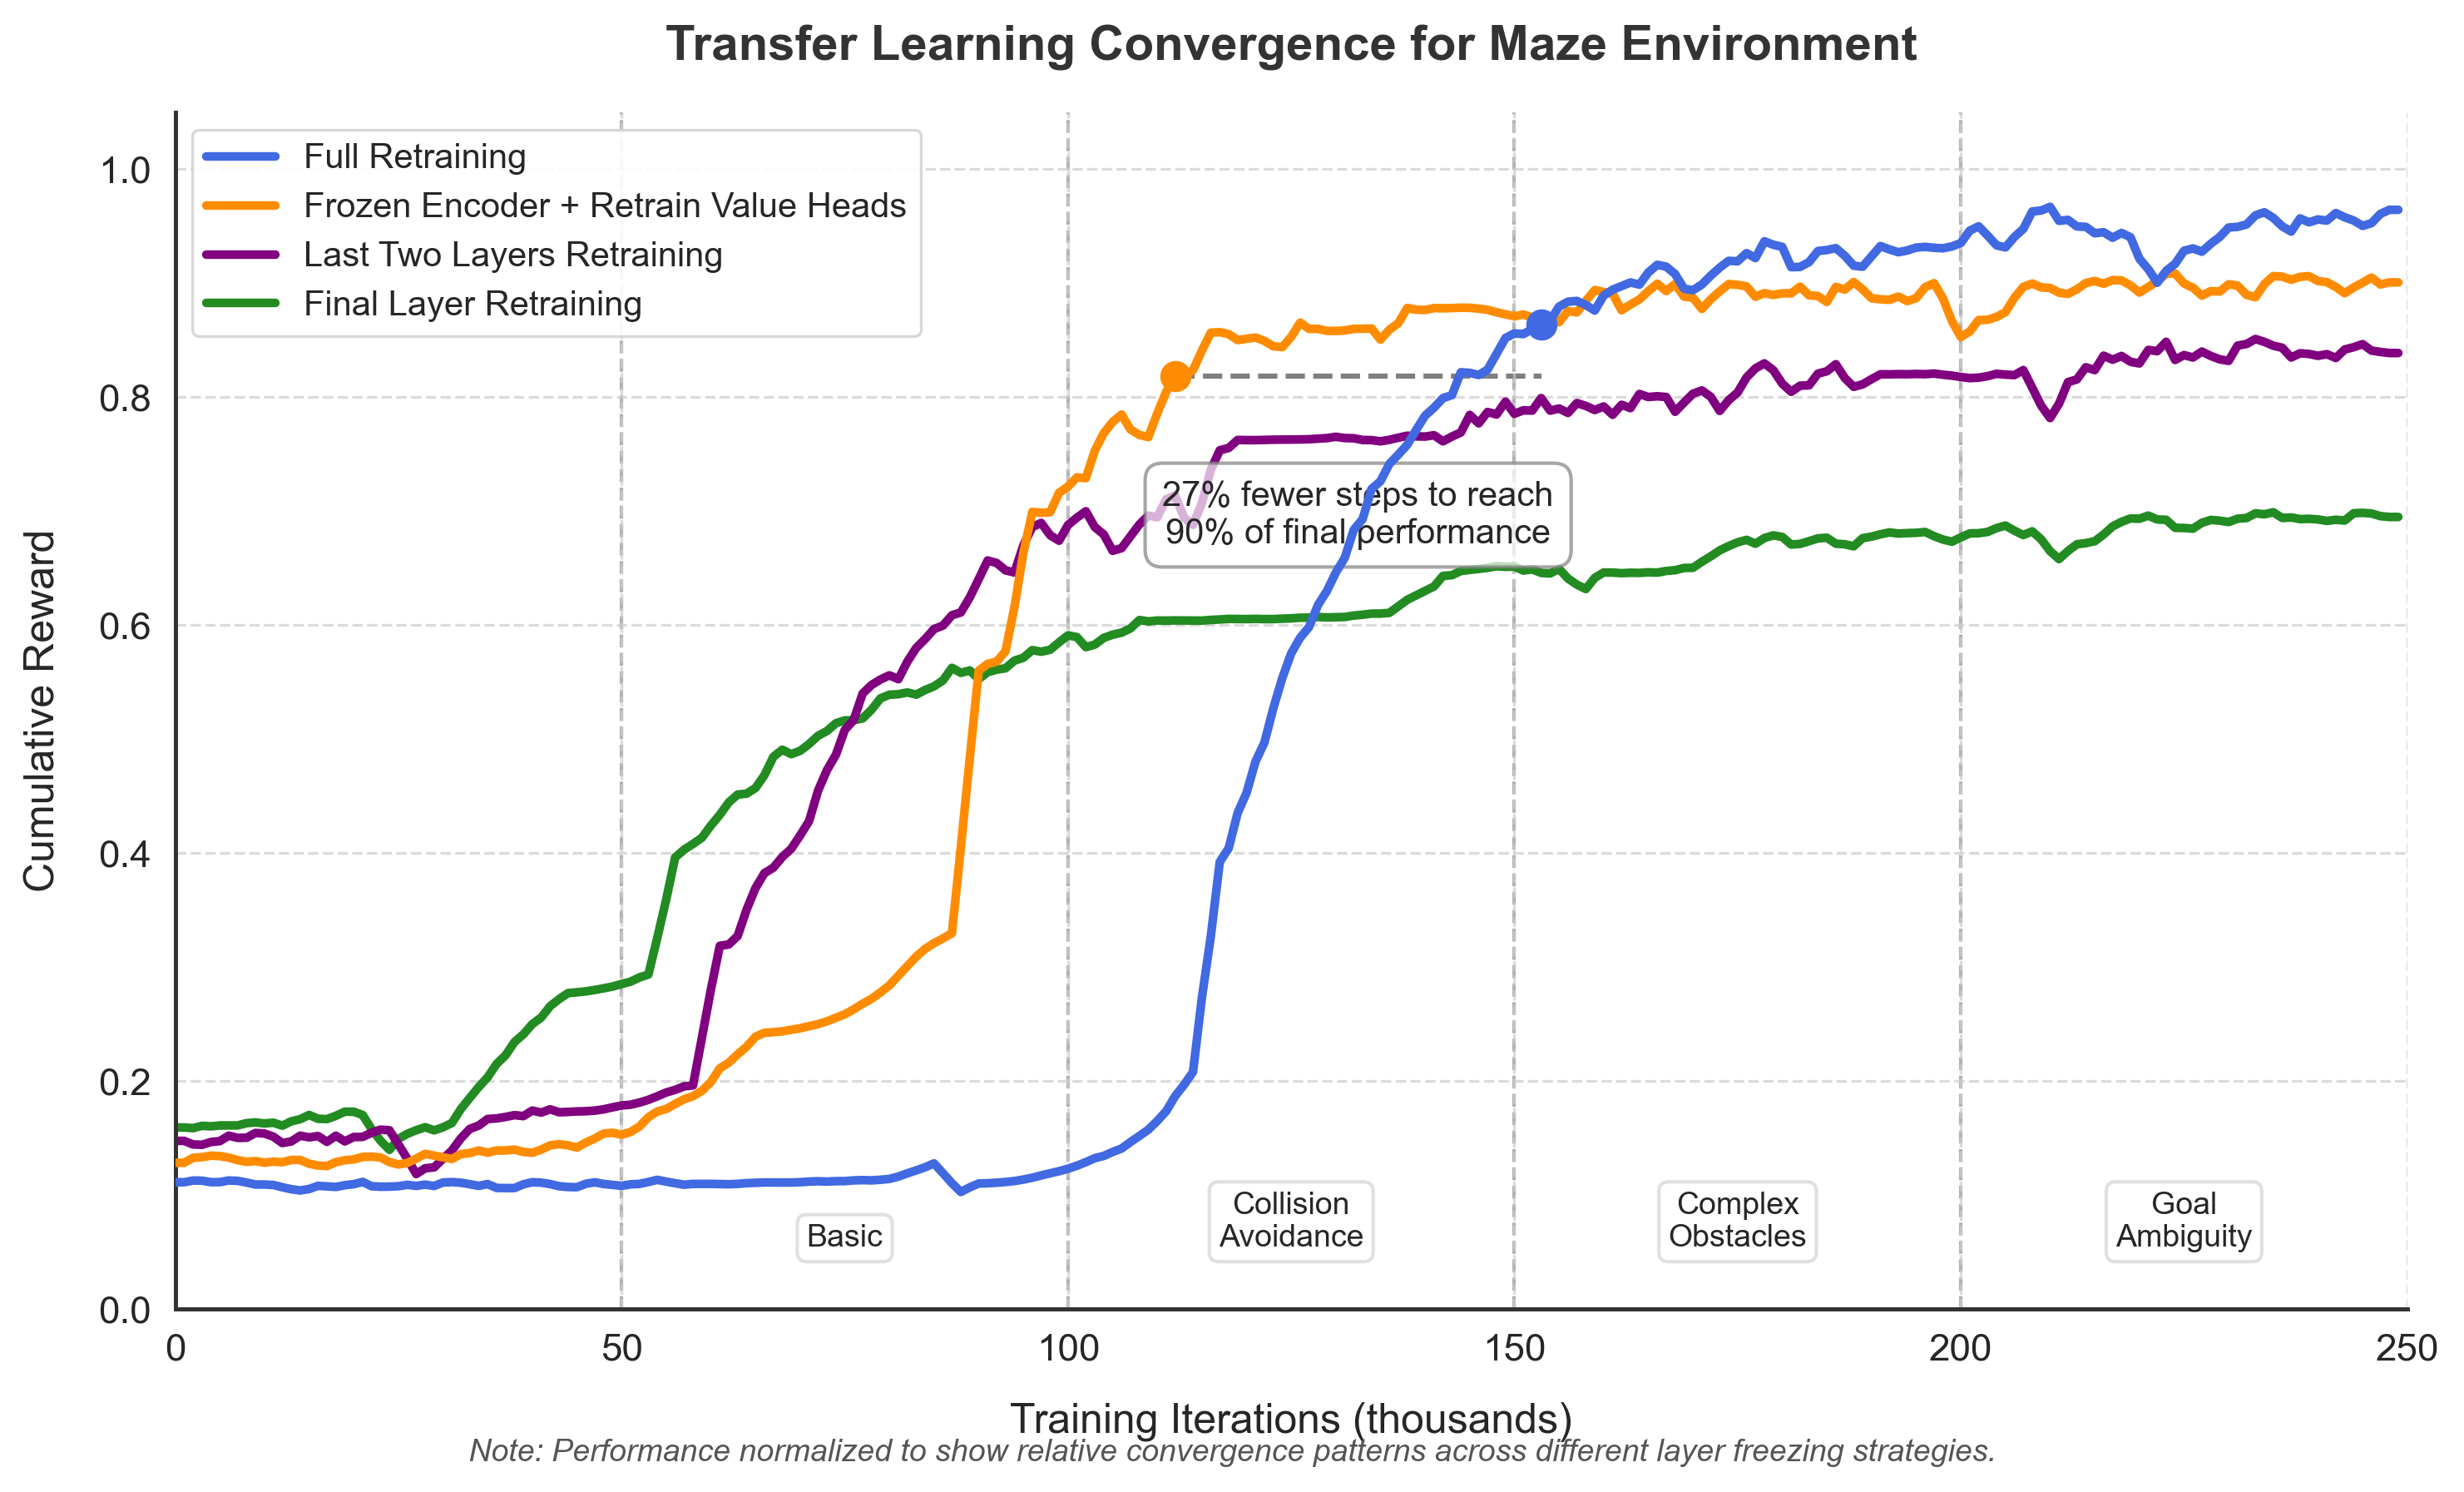 Transfer Learning Convergence for Maze Environment
Full Retraining
Frozen Encoder + Retrain Value Heads
Last Two Layers Retraining
Final Layer Retraining
Cumulative Reward
1.0
0.8
0.6
0.4
0.2
0.0
27% fewer steps to reach
90% of final performance
Basic
Collision
Avoidance
Complex
Obstacles
Goal
Ambiguity
0
50
100
150
200
250
Training Iterations (thousands)
Note: Performance normalized to show relative convergence patterns across different layer freezing strategies.